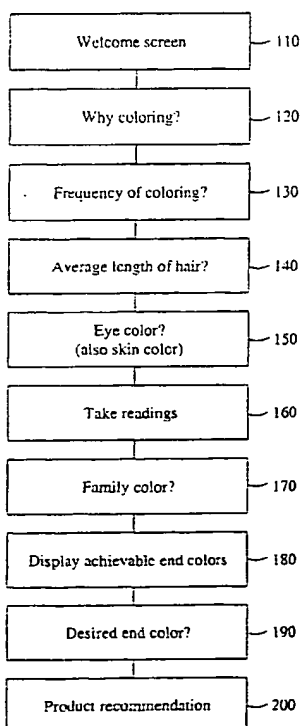 Welcome screen 110
Why coloring? 120
Frequency of coloring? 130
Average length of hair? 140
Eye color?
(also skin color) 150
Take readings 160
Family color? 170
Display achievable end colors 180
Desired end color? 190
Product recommendation 200